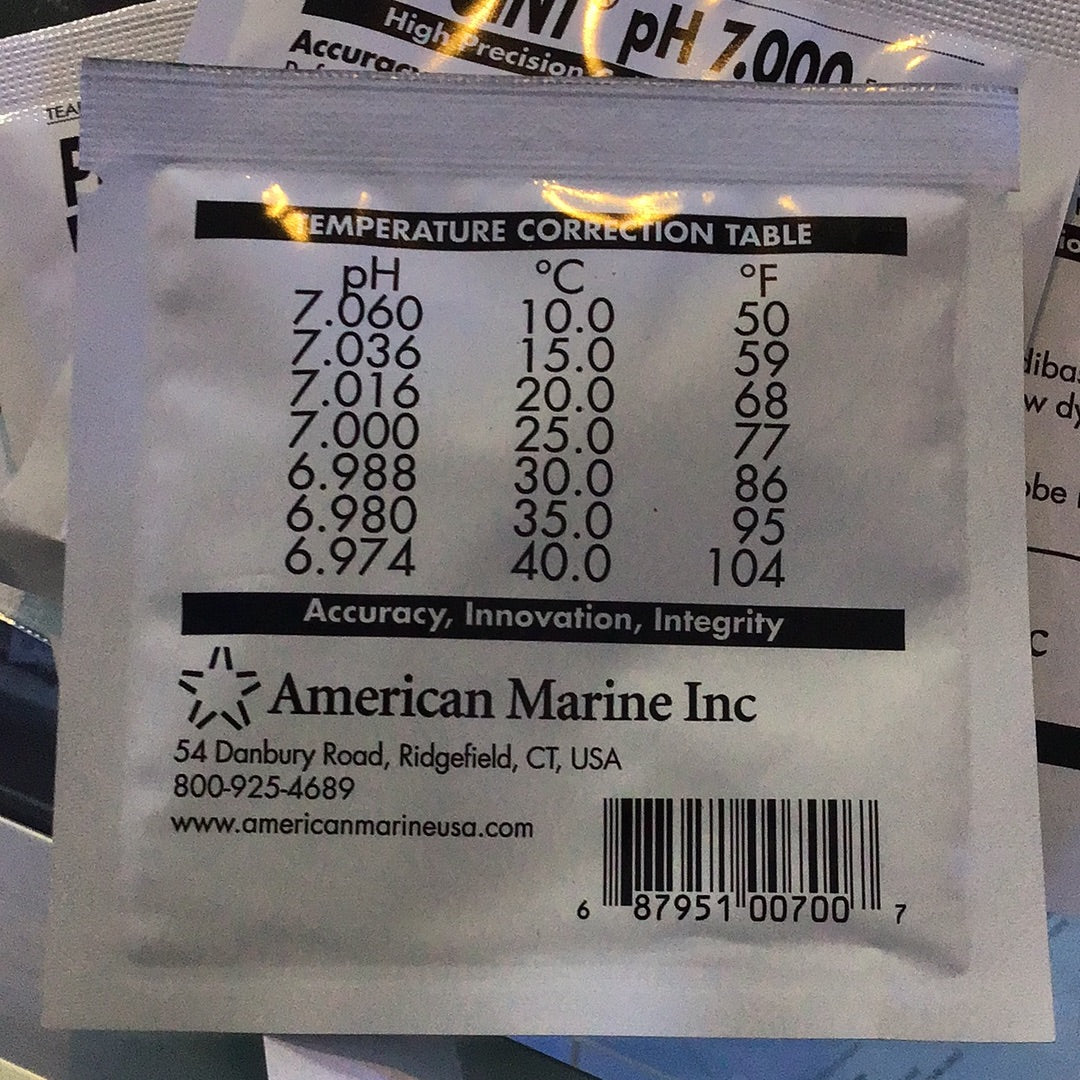 pH 7.000
High Precision
TEMPERATURE CORRECTION TABLE
pH °C °F
7.060 10.0 50
7.036 15.0 59
7.016 20.0 68
7.000 25.0 77
6.988 30.0 86
6.980 35.0 95
6.974 40.0 104
Accuracy, Innovation, Integrity
American Marine Inc
54 Danbury Road, Ridgefield, CT, USA
800-925-4689
www.americanmarineusa.com
6 87951 00700 7